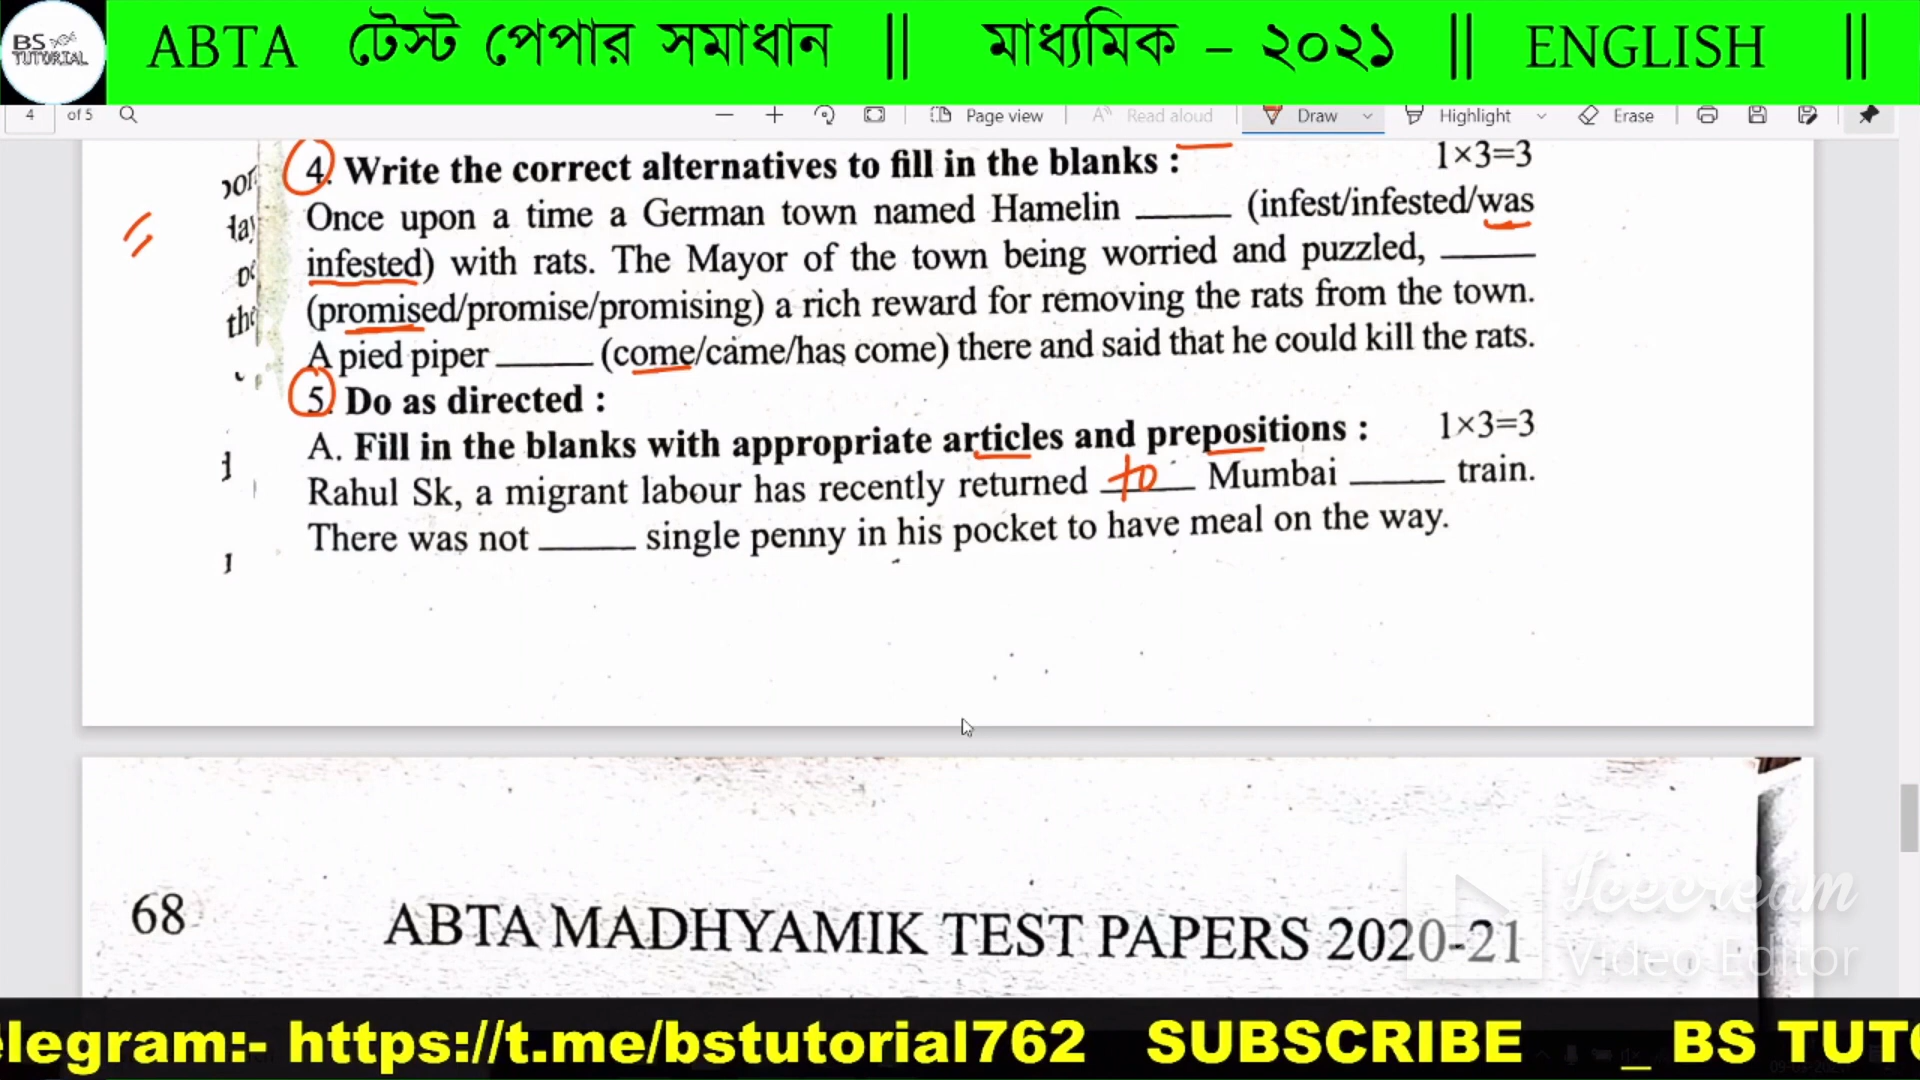 BS
TUTORIAL
ABTA টেস্ট পেপার সমাধান || মাধ্যমিক – ২০২১ || ENGLISH ||
4 of 5 Page view Read aloud Draw Highlight Erase
4. Write the correct alternatives to fill in the blanks : 1×3=3
Once upon a time a German town named Hamelin _____ (infest/infested/was
infested) with rats. The Mayor of the town being worried and puzzled, _____
(promised/promise/promising) a rich reward for removing the rats from the town.
A pied piper _____ (come/came/has come) there and said that he could kill the rats.
5. Do as directed :
A. Fill in the blanks with appropriate articles and prepositions : 1×3=3
Rahul Sk, a migrant labour has recently returned to Mumbai _____ train.
There was not _____ single penny in his pocket to have meal on the way.
68 ABTA MADHYAMIK TEST PAPERS 2020-21
Icecream
Video Editor
elegram:- https://t.me/bstutorial762 SUBSCRIBE _ BS TUT